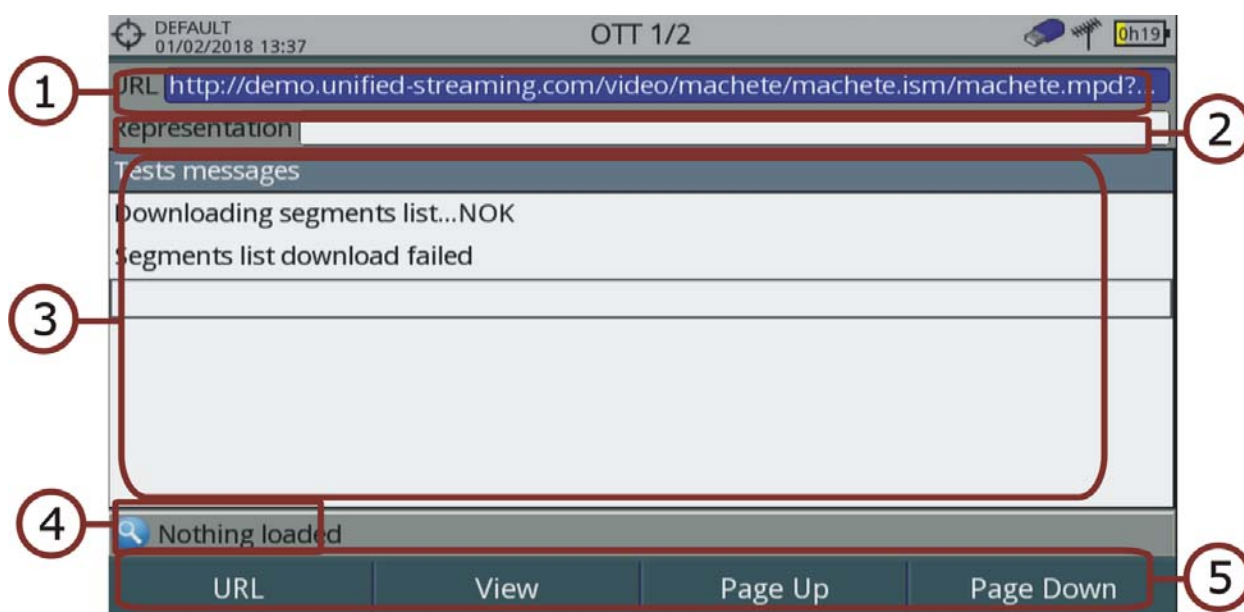 DEFAULT
01/02/2018 13:37
OTT 1/2
0h19
1
URL http://demo.unified-streaming.com/video/machete/machete.ism/machete.mpd?...
Representation
2
Tests messages
Downloading segments list...NOK
Segments list download failed
3
4
Nothing loaded
URL View Page Up Page Down
5